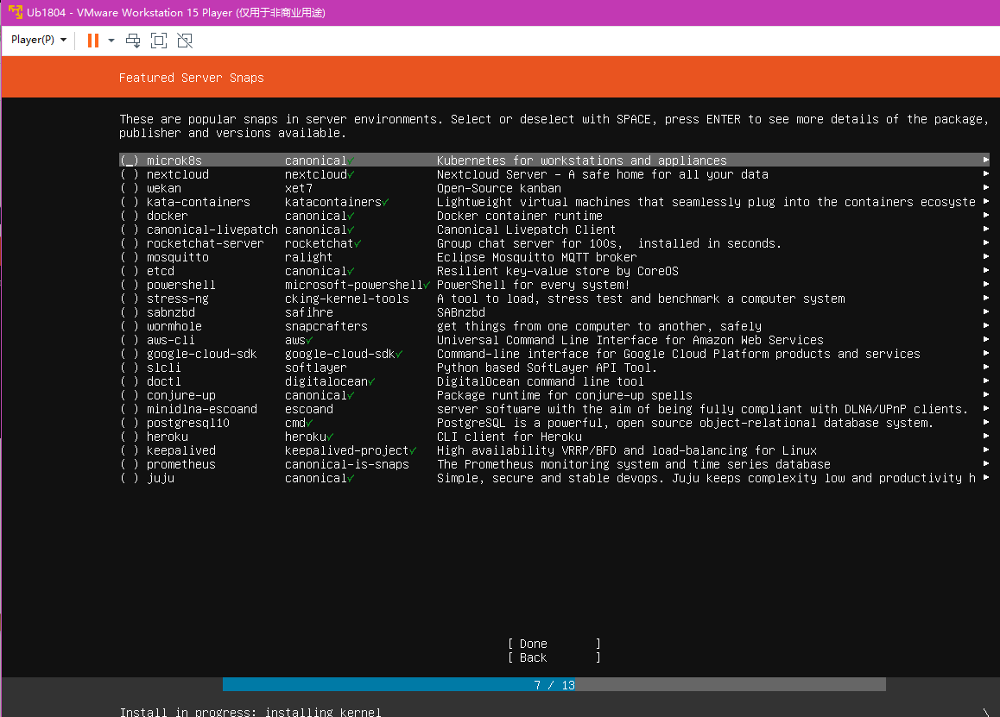 Ub1804 - VMware Workstation 15 Player (仅用于非商业用途)
Player(P)
Featured Server Snaps
These are popular snaps in server environments. Select or deselect with SPACE, press ENTER to see more details of the package,
publisher and versions available.
(_) microk8s canonical✓ Kubernetes for workstations and appliances ▸
( ) nextcloud nextcloud✓ Nextcloud Server - A safe home for all your data ▸
( ) wekan xet7 Open-Source kanban ▸
( ) kata-containers katacontainers✓ Lightweight virtual machines that seamlessly plug into the containers ecosyste ▸
( ) docker canonical✓ Docker container runtime ▸
( ) canonical-livepatch canonical✓ Canonical Livepatch Client ▸
( ) rocketchat-server rocketchat✓ Group chat server for 100s,  installed in seconds. ▸
( ) mosquitto ralight Eclipse Mosquitto MQTT broker ▸
( ) etcd canonical✓ Resilient key-value store by CoreOS ▸
( ) powershell microsoft-powershell✓ PowerShell for every system! ▸
( ) stress-ng cking-kernel-tools A tool to load, stress test and benchmark a computer system ▸
( ) sabnzbd safihre SABnzbd ▸
( ) wormhole snapcrafters get things from one computer to another, safely ▸
( ) aws-cli aws✓ Universal Command Line Interface for Amazon Web Services ▸
( ) google-cloud-sdk google-cloud-sdk✓ Command-line interface for Google Cloud Platform products and services ▸
( ) slcli softlayer Python based SoftLayer API Tool. ▸
( ) doctl digitalocean✓ DigitalOcean command line tool ▸
( ) conjure-up canonical✓ Package runtime for conjure-up spells ▸
( ) minidlna-escoand escoand server software with the aim of being fully compliant with DLNA/UPnP clients. ▸
( ) postgresql10 cmd✓ PostgreSQL is a powerful, open source object-relational database system. ▸
( ) heroku heroku✓ CLI client for Heroku ▸
( ) keepalived keepalived-project✓ High availability VRRP/BFD and load-balancing for Linux ▸
( ) prometheus canonical-is-snaps The Prometheus monitoring system and time series database ▸
( ) juju canonical✓ Simple, secure and stable devops. Juju keeps complexity low and productivity h ▸
[ Done ]
[ Back ]
7 / 13
Install in progress: installing kernel \